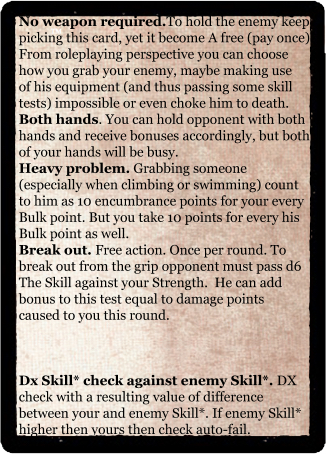 No weapon required.To hold the enemy keep
picking this card, yet it become A free (pay once)
From roleplaying perspective you can choose
how you grab your enemy, maybe making use
of his equipment (and thus passing some skill
tests) impossible or even choke him to death.
Both hands. You can hold opponent with both
hands and receive bonuses accordingly, but both
of your hands will be busy.
Heavy problem. Grabbing someone
(especially when climbing or swimming) count
to him as 10 encumbrance points for your every
Bulk point. But you take 10 points for every his
Bulk point as well.
Break out. Free action. Once per round. To
break out from the grip opponent must pass d6
The Skill against your Strength.  He can add
bonus to this test equal to damage points
caused to you this round.
Dx Skill* check against enemy Skill*. DX
check with a resulting value of difference
between your and enemy Skill*. If enemy Skill*
higher then yours then check auto-fail.